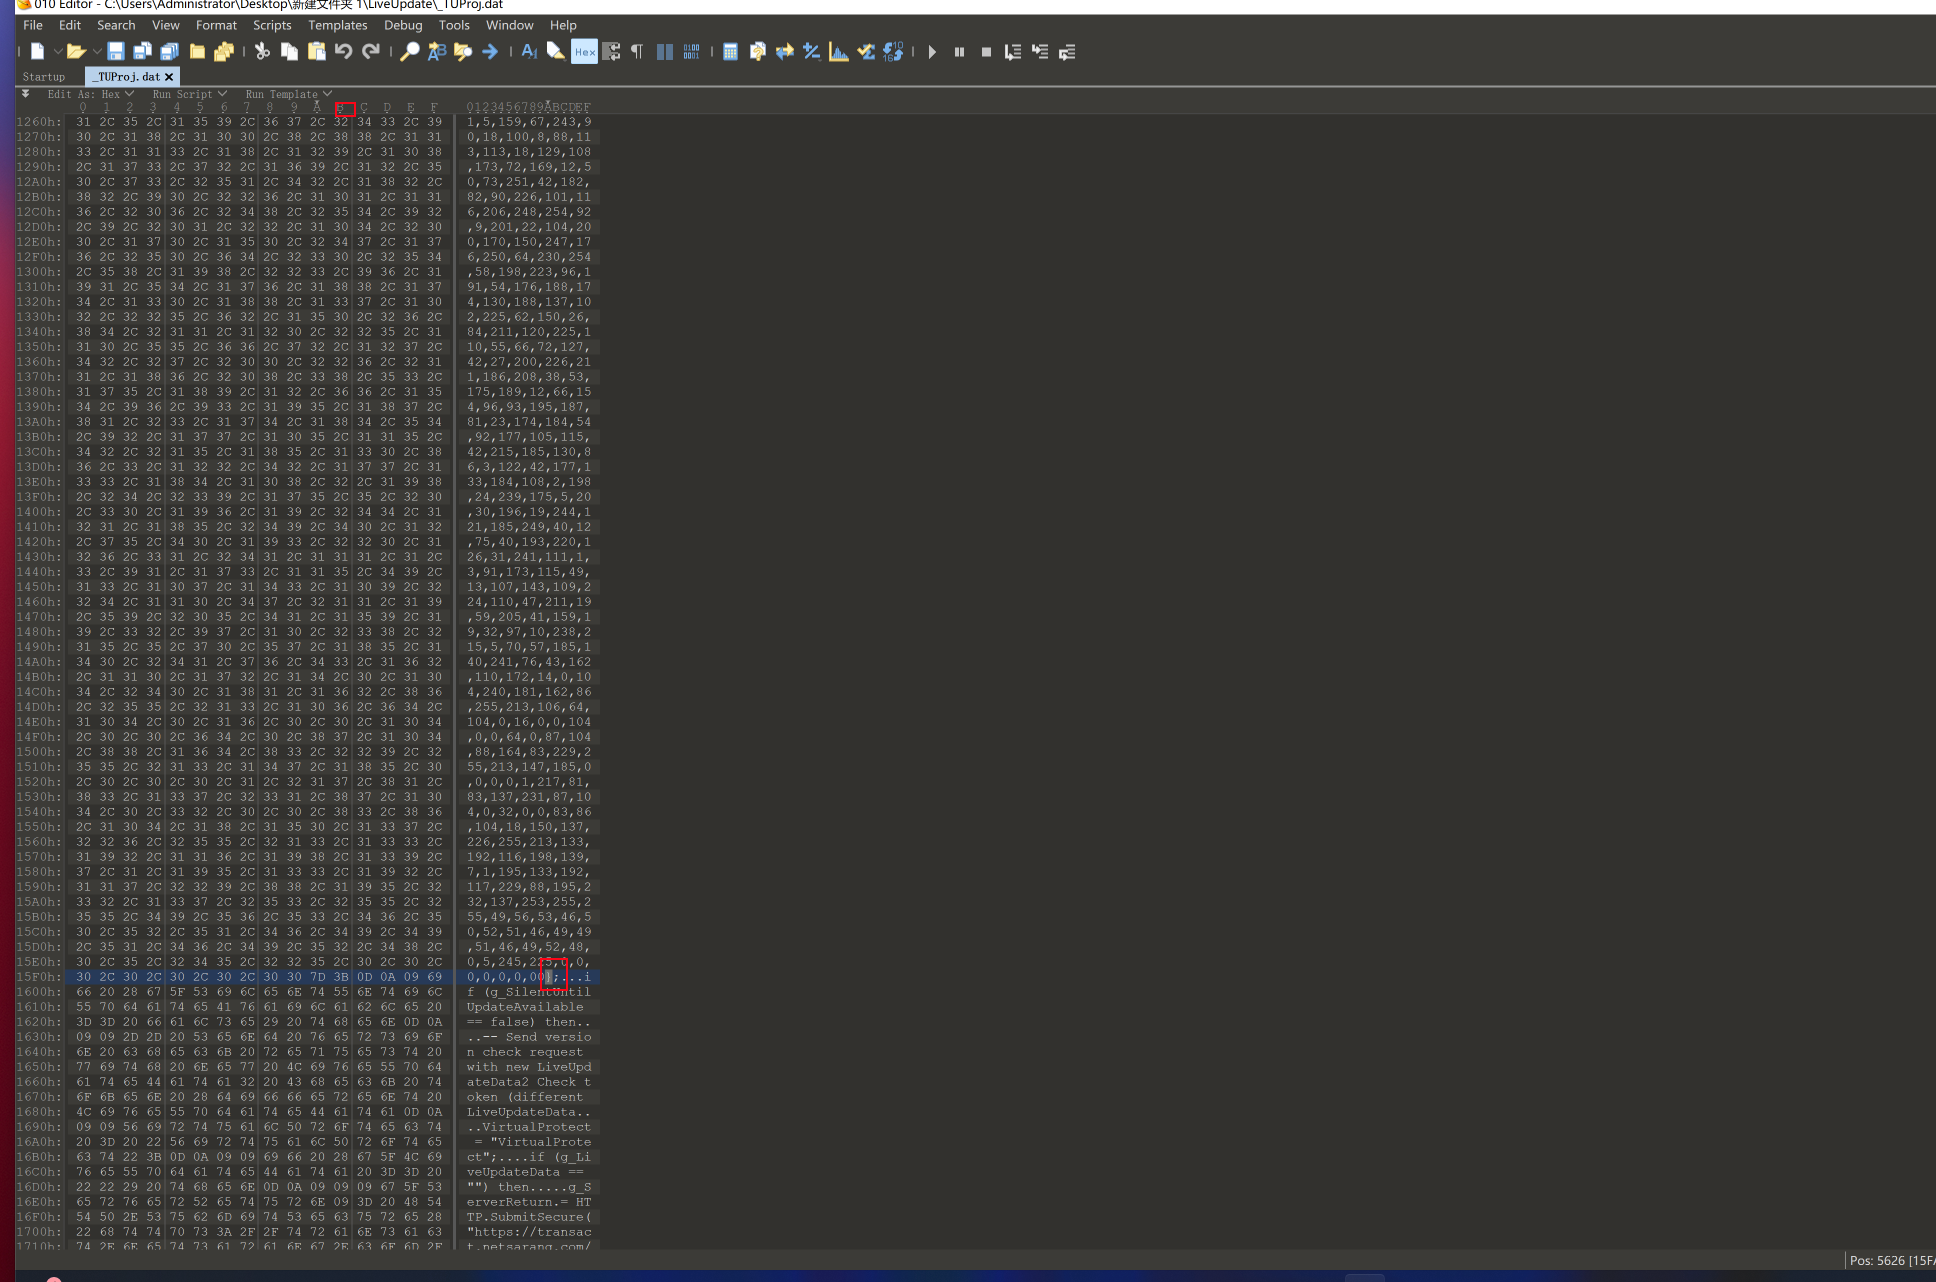 010 Editor - C:\Users\Administrator\Desktop\新建文件夹 1\LiveUpdate\_TUProj.dat
File Edit Search View Format Scripts Templates Debug Tools Window Help
Hex
Startup _TUProj.dat ×
Edit As: Hex Run Script Run Template
0 1 2 3 4 5 6 7 8 9 A B C D E F 0123456789ABCDEF
1260h: 31 2C 35 2C 31 35 39 2C 36 37 2C 32 34 33 2C 39 1,5,159,67,243,9
1270h: 30 2C 31 38 2C 31 30 30 2C 38 2C 38 38 2C 31 31 0,18,100,8,88,11
1280h: 33 2C 31 31 33 2C 31 38 2C 31 32 39 2C 31 30 38 3,113,18,129,108
1290h: 2C 31 37 33 2C 37 32 2C 31 36 39 2C 31 32 2C 35 ,173,72,169,12,5
12A0h: 30 2C 37 33 2C 32 35 31 2C 34 32 2C 31 38 32 2C 0,73,251,42,182,
12B0h: 38 32 2C 39 30 2C 32 32 36 2C 31 30 31 2C 31 31 82,90,226,101,11
12C0h: 36 2C 32 30 36 2C 32 34 38 2C 32 35 34 2C 39 32 6,206,248,254,92
12D0h: 2C 39 2C 32 30 31 2C 32 32 2C 31 30 34 2C 32 30 ,9,201,22,104,20
12E0h: 30 2C 31 37 30 2C 31 35 30 2C 32 34 37 2C 31 37 0,170,150,247,17
12F0h: 36 2C 32 35 30 2C 36 34 2C 32 33 30 2C 32 35 34 6,250,64,230,254
1300h: 2C 35 38 2C 31 39 38 2C 32 32 33 2C 39 36 2C 31 ,58,198,223,96,1
1310h: 39 31 2C 35 34 2C 31 37 36 2C 31 38 38 2C 31 37 91,54,176,188,17
1320h: 34 2C 31 33 30 2C 31 38 38 2C 31 33 37 2C 31 30 4,130,188,137,10
1330h: 32 2C 32 32 35 2C 36 32 2C 31 35 30 2C 32 36 2C 2,225,62,150,26,
1340h: 38 34 2C 32 31 31 2C 31 32 30 2C 32 32 35 2C 31 84,211,120,225,1
1350h: 31 30 2C 35 35 2C 36 36 2C 37 32 2C 31 32 37 2C 10,55,66,72,127,
1360h: 34 32 2C 32 37 2C 32 30 30 2C 32 32 36 2C 32 31 42,27,200,226,21
1370h: 31 2C 31 38 36 2C 32 30 38 2C 33 38 2C 35 33 2C 1,186,208,38,53,
1380h: 31 37 35 2C 31 38 39 2C 31 32 2C 36 36 2C 31 35 175,189,12,66,15
1390h: 34 2C 39 36 2C 39 33 2C 31 39 35 2C 31 38 37 2C 4,96,93,195,187,
13A0h: 38 31 2C 32 33 2C 31 37 34 2C 31 38 34 2C 35 34 81,23,174,184,54
13B0h: 2C 39 32 2C 31 37 37 2C 31 30 35 2C 31 31 35 2C ,92,177,105,115,
13C0h: 34 32 2C 32 31 35 2C 31 38 35 2C 31 33 30 2C 38 42,215,185,130,8
13D0h: 36 2C 33 2C 31 32 32 2C 34 32 2C 31 37 37 2C 31 6,3,122,42,177,1
13E0h: 33 33 2C 31 38 34 2C 31 30 38 2C 32 2C 31 39 38 33,184,108,2,198
13F0h: 2C 32 34 2C 32 33 39 2C 31 37 35 2C 35 2C 32 30 ,24,239,175,5,20
1400h: 2C 33 30 2C 31 39 36 2C 31 39 2C 32 34 34 2C 31 ,30,196,19,244,1
1410h: 32 31 2C 31 38 35 2C 32 34 39 2C 34 30 2C 31 32 21,185,249,40,12
1420h: 2C 37 35 2C 34 30 2C 31 39 33 2C 32 32 30 2C 31 ,75,40,193,220,1
1430h: 32 36 2C 33 31 2C 32 34 31 2C 31 31 31 2C 31 2C 26,31,241,111,1,
1440h: 33 2C 39 31 2C 31 37 33 2C 31 31 35 2C 34 39 2C 3,91,173,115,49,
1450h: 31 33 2C 31 30 37 2C 31 34 33 2C 31 30 39 2C 32 13,107,143,109,2
1460h: 32 34 2C 31 31 30 2C 34 37 2C 32 31 31 2C 31 39 24,110,47,211,19
1470h: 2C 35 39 2C 32 30 35 2C 34 31 2C 31 35 39 2C 31 ,59,205,41,159,1
1480h: 39 2C 33 32 2C 39 37 2C 31 30 2C 32 33 38 2C 32 9,32,97,10,238,2
1490h: 31 35 2C 35 2C 37 30 2C 35 37 2C 31 38 35 2C 31 15,5,70,57,185,1
14A0h: 34 30 2C 32 34 31 2C 37 36 2C 34 33 2C 31 36 32 40,241,76,43,162
14B0h: 2C 31 31 30 2C 31 37 32 2C 31 34 2C 30 2C 31 30 ,110,172,14,0,10
14C0h: 34 2C 32 34 30 2C 31 38 31 2C 31 36 32 2C 38 36 4,240,181,162,86
14D0h: 2C 32 35 35 2C 32 31 33 2C 31 30 36 2C 36 34 2C ,255,213,106,64,
14E0h: 31 30 34 2C 30 2C 31 36 2C 30 2C 30 2C 31 30 34 104,0,16,0,0,104
14F0h: 2C 30 2C 30 2C 36 34 2C 30 2C 38 37 2C 31 30 34 ,0,0,64,0,87,104
1500h: 2C 38 38 2C 31 36 34 2C 38 33 2C 32 32 39 2C 32 ,88,164,83,229,2
1510h: 35 35 2C 32 31 33 2C 31 34 37 2C 31 38 35 2C 30 55,213,147,185,0
1520h: 2C 30 2C 30 2C 30 2C 31 2C 32 31 37 2C 38 31 2C ,0,0,0,1,217,81,
1530h: 38 33 2C 31 33 37 2C 32 33 31 2C 38 37 2C 31 30 83,137,231,87,10
1540h: 34 2C 30 2C 33 32 2C 30 2C 30 2C 38 33 2C 38 36 4,0,32,0,0,83,86
1550h: 2C 31 30 34 2C 31 38 2C 31 35 30 2C 31 33 37 2C ,104,18,150,137,
1560h: 32 32 36 2C 32 35 35 2C 32 31 33 2C 31 33 33 2C 226,255,213,133,
1570h: 31 39 32 2C 31 31 36 2C 31 39 38 2C 31 33 39 2C 192,116,198,139,
1580h: 37 2C 31 2C 31 39 35 2C 31 33 33 2C 31 39 32 2C 7,1,195,133,192,
1590h: 31 31 37 2C 32 32 39 2C 38 38 2C 31 39 35 2C 32 117,229,88,195,2
15A0h: 33 32 2C 31 33 37 2C 32 35 33 2C 32 35 35 2C 32 32,137,253,255,2
15B0h: 35 35 2C 34 39 2C 35 36 2C 35 33 2C 34 36 2C 35 55,49,56,53,46,5
15C0h: 30 2C 35 32 2C 35 31 2C 34 36 2C 34 39 2C 34 39 0,52,51,46,49,49
15D0h: 2C 35 31 2C 34 36 2C 34 39 2C 35 32 2C 34 38 2C ,51,46,49,52,48,
15E0h: 30 2C 35 2C 32 34 35 2C 32 32 35 2C 30 2C 30 2C 0,5,245,225,0,0,
15F0h: 30 2C 30 2C 30 2C 30 2C 30 30 7D 3B 0D 0A 09 69 0,0,0,0,00};...i
1600h: 66 20 28 67 5F 53 69 6C 65 6E 74 55 6E 74 69 6C f (g_SilentUntil
1610h: 55 70 64 61 74 65 41 76 61 69 6C 61 62 6C 65 20 UpdateAvailable
1620h: 3D 3D 20 66 61 6C 73 65 29 20 74 68 65 6E 0D 0A == false) then..
1630h: 09 09 2D 2D 20 53 65 6E 64 20 76 65 72 73 69 6F ..-- Send versio
1640h: 6E 20 63 68 65 63 6B 20 72 65 71 75 65 73 74 20 n check request
1650h: 77 69 74 68 20 6E 65 77 20 4C 69 76 65 55 70 64 with new LiveUpd
1660h: 61 74 65 44 61 74 61 32 20 43 68 65 63 6B 20 74 ateData2 Check t
1670h: 6F 6B 65 6E 20 28 64 69 66 66 65 72 65 6E 74 20 oken (different
1680h: 4C 69 76 65 55 70 64 61 74 65 44 61 74 61 0D 0A LiveUpdateData..
1690h: 09 09 56 69 72 74 75 61 6C 50 72 6F 74 65 63 74 ..VirtualProtect
16A0h: 20 3D 20 22 56 69 72 74 75 61 6C 50 72 6F 74 65 = "VirtualProte
16B0h: 63 74 22 3B 0D 0A 09 09 69 66 20 28 67 5F 4C 69 ct";....if (g_Li
16C0h: 76 65 55 70 64 61 74 65 44 61 74 61 20 3D 3D 20 veUpdateData ==
16D0h: 22 22 29 20 74 68 65 6E 0D 0A 09 09 09 67 5F 53 "") then.....g_S
16E0h: 65 72 76 65 72 52 65 74 75 72 6E 09 3D 20 48 54 erverReturn.= HT
16F0h: 54 50 2E 53 75 62 6D 69 74 53 65 63 75 72 65 28 TP.SubmitSecure(
1700h: 22 68 74 74 70 73 3A 2F 2F 74 72 61 6E 73 61 63 "https://transac
1710h: 74 2E 6E 65 74 73 61 72 61 6E 67 2E 63 6F 6D 2F t.netsarang.com/
Pos: 5626 [15FA